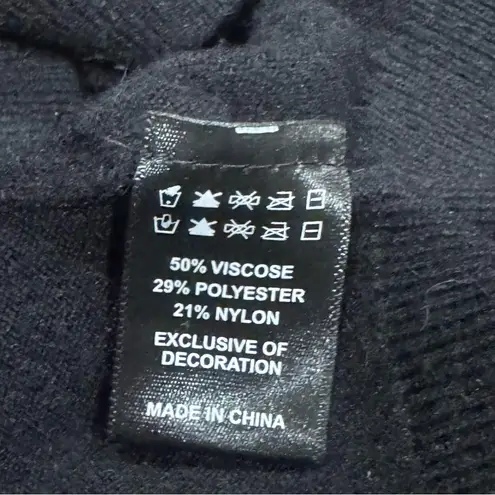 50% VISCOSE
29% POLYESTER
21% NYLON
EXCLUSIVE OF
DECORATION
MADE IN CHINA